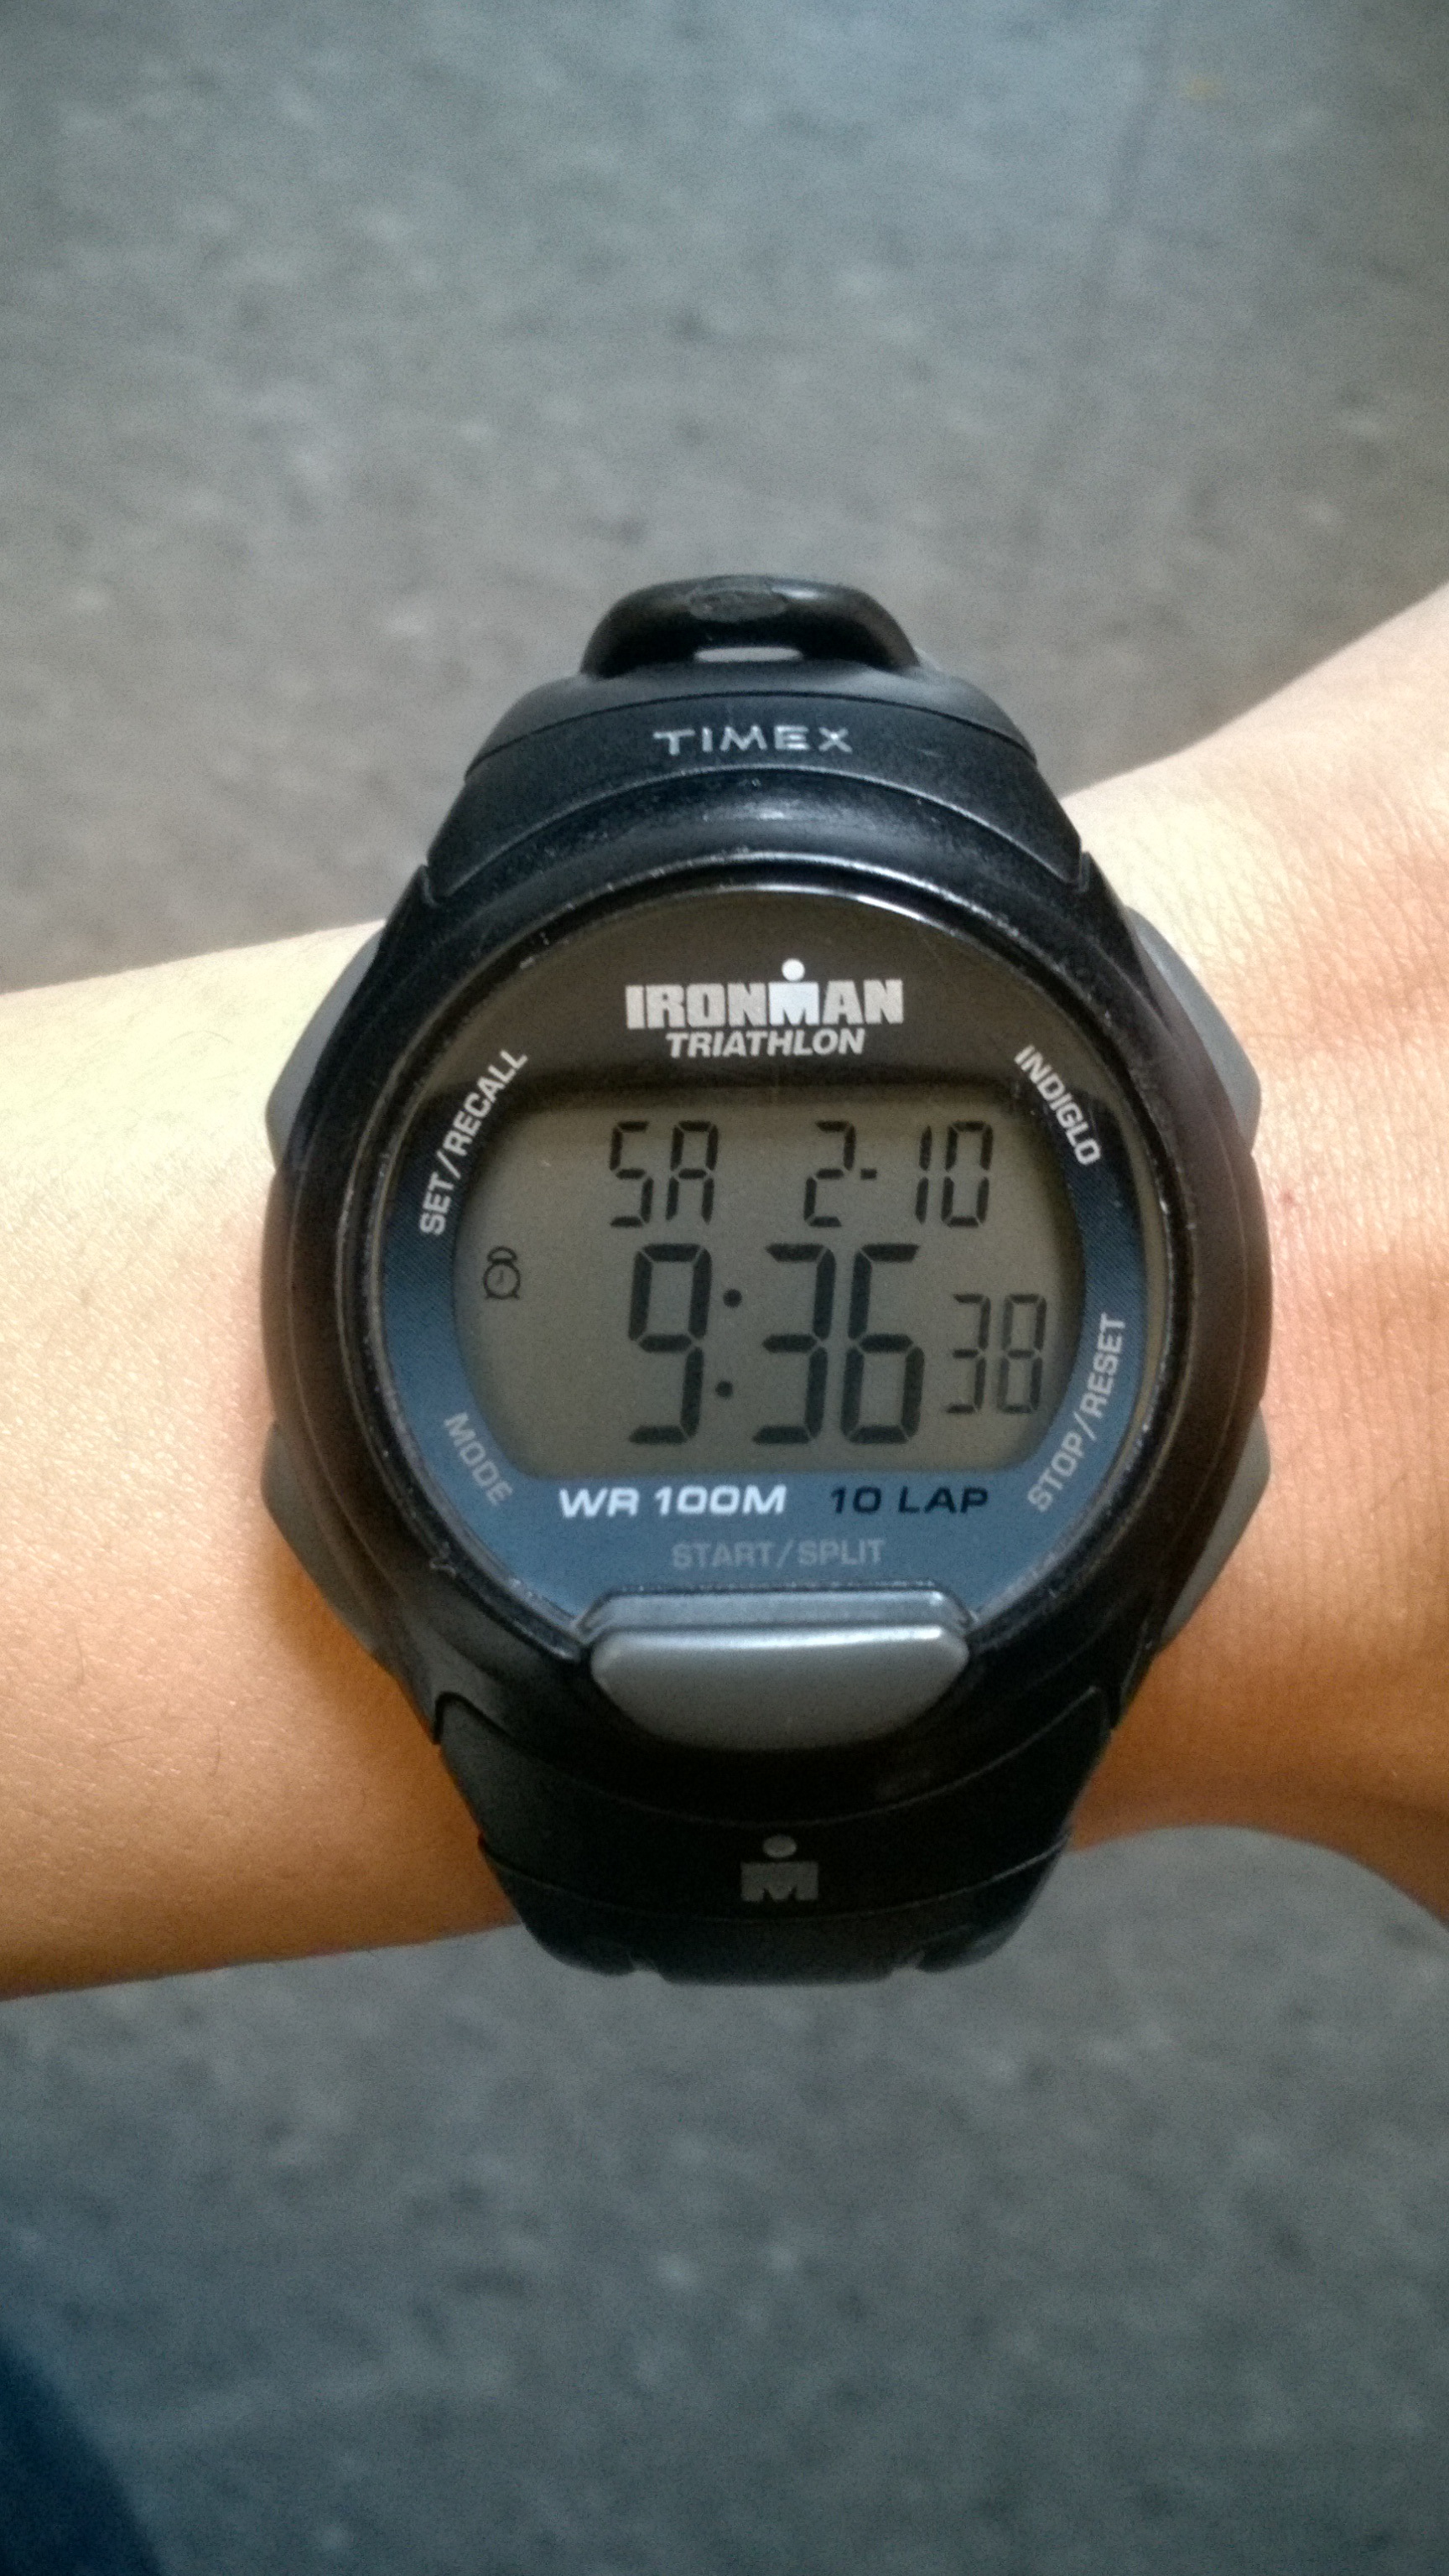 TIMEX
IRONMAN
TRIATHLON
SET/RECALL
INDIGLO
SA 2-10
9:36 38
MODE
STOP/RESET
WR 100M 10 LAP
START/SPLIT
M